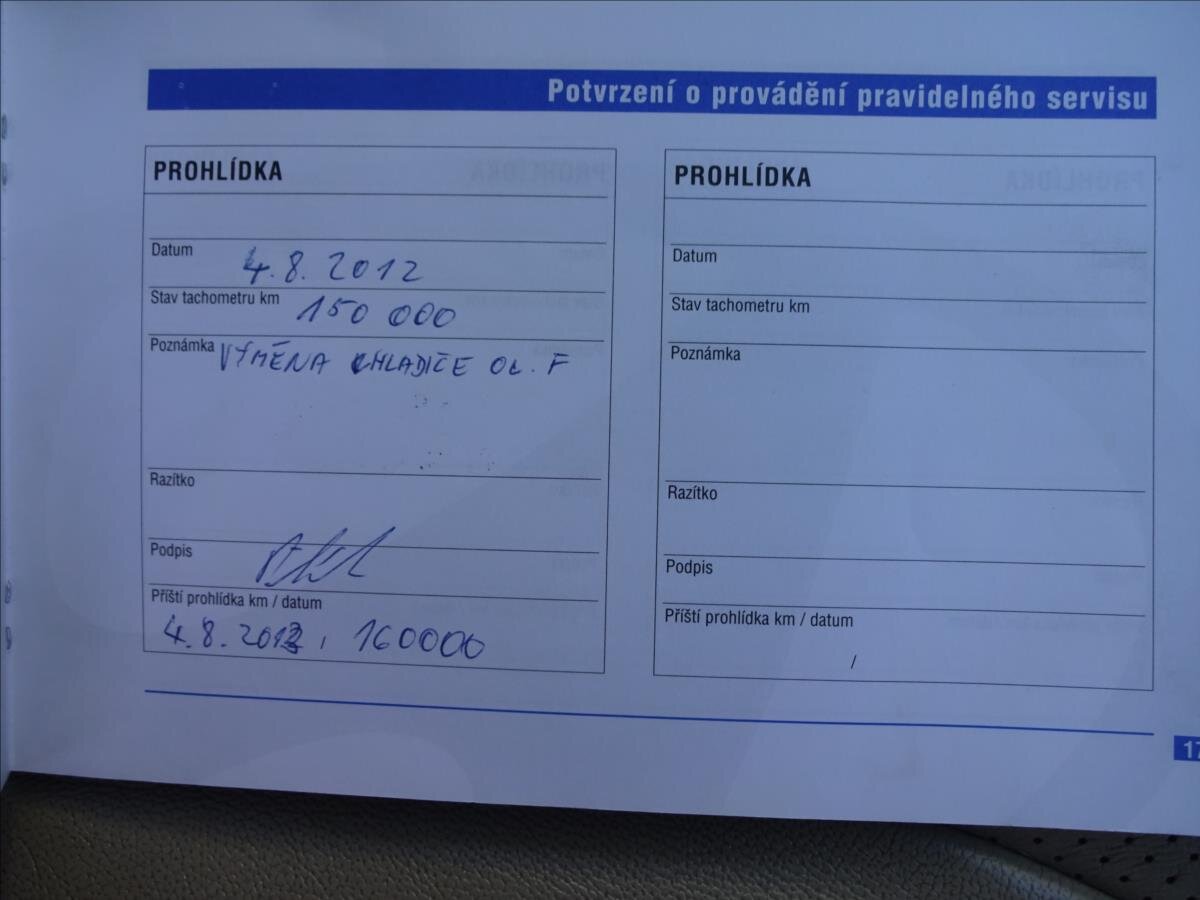 Potvrzení o provádění pravidelného servisu
PROHLÍDKA
Datum 4.8.2012
Stav tachometru km 150 000
Poznámka VÝMĚNA CHLADIČE OL. F
Razítko
Podpis
Příští prohlídka km / datum
4.8.2013, 160000
PROHLÍDKA
Datum
Stav tachometru km
Poznámka
Razítko
Podpis
Příští prohlídka km / datum
/
17